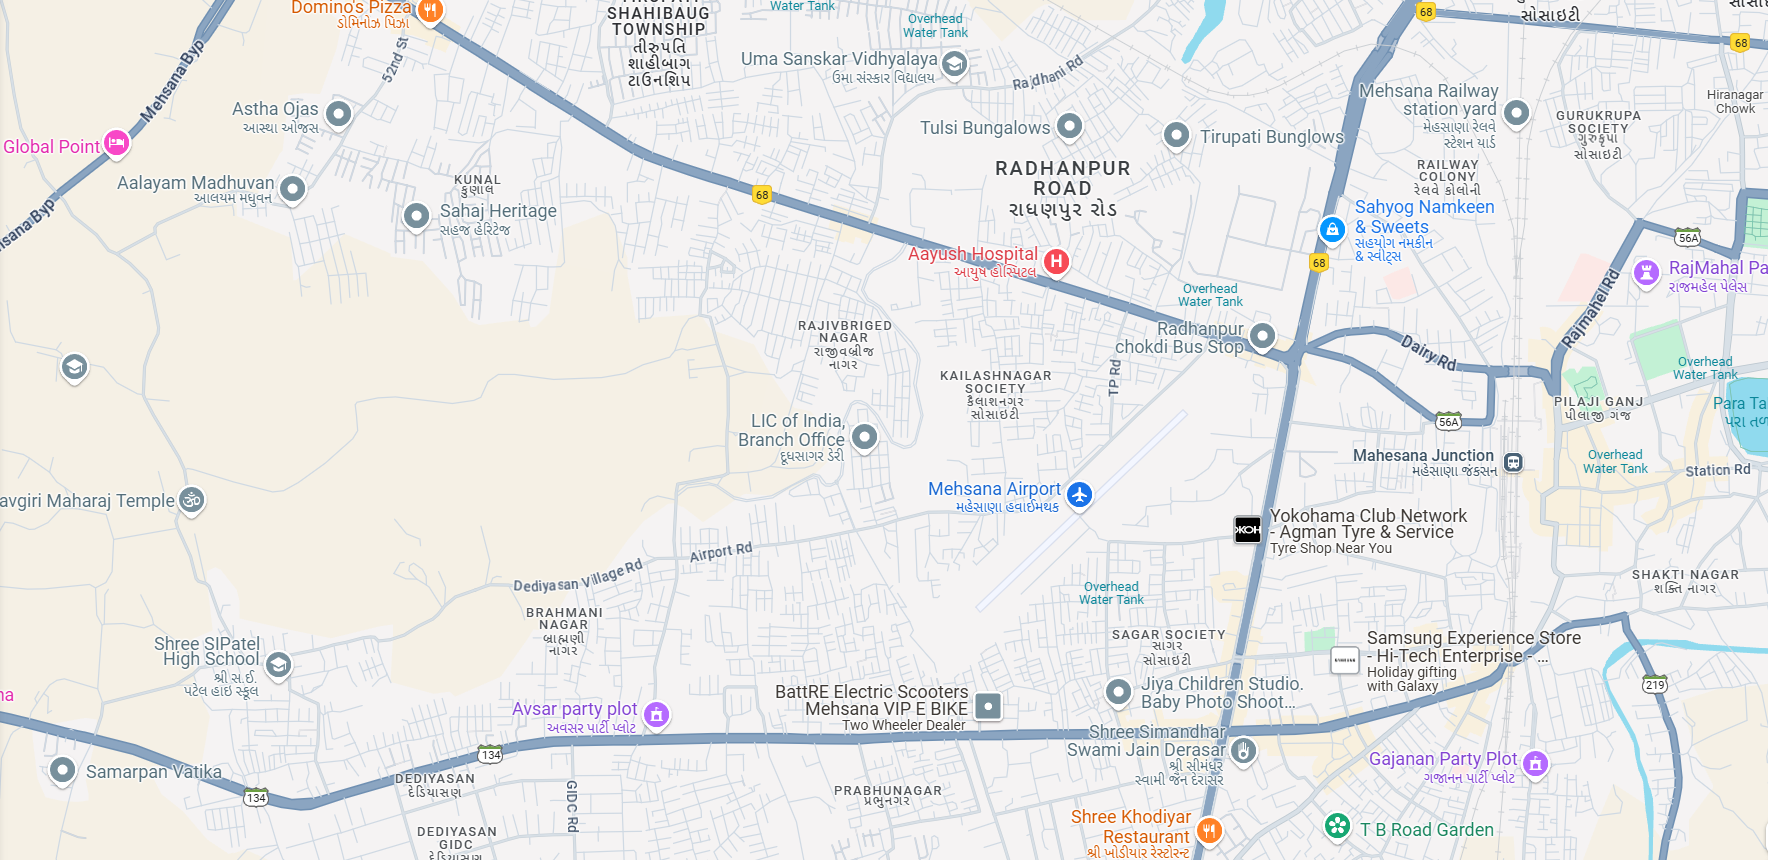 Domino's Pizza
ડોમિનોઝ પિઝા
SHAHIBAUG
TOWNSHIP
તીરુપતિ
શાહીબાગ
ટાઉનશિપ
Water Tank
Overhead
Water Tank
68
68
સોસાઇટી
Mehsana Byp
52nd St
Uma Sanskar Vidhyalaya
ઉમા સંસ્કાર વિદ્યાલય
Rajdhani Rd
Mehsana Railway
station yard
મેહસાણા રેલવે
સ્ટેશન યાર્ડ
Hiranagar
Chowk
GURUKRUPA
SOCIETY
ગુરુકૃપા
સોસાઇટી
Astha Ojas
આસ્થા ઓજસ
Global Point
Tulsi Bungalows
Tirupati Bunglows
RADHANPUR
ROAD
રાધણપુર રોડ
RAILWAY
COLONY
રેલવે કોલોની
Aalayam Madhuvan
આલયમ મધુવન
KUNAL
કુણાલ
Sahaj Heritage
સહજ હેરિટેજ
68
Sahyog Namkeen
& Sweets
સહયોગ નમકીન
& સ્વીટ્સ
68
56A
Aayush Hospital
આયુષ હોસ્પિટલ
H
RajMahal Pa
રાજમહેલ પેલેસ
Rajmahel Rd
Overhead
Water Tank
RAJIVBRIGED
NAGAR
રાજીવબ્રીજ
નાગર
Radhanpur
chokdi Bus Stop
Dairy Rd
Overhead
Water Tank
KAILASHNAGAR
SOCIETY
કૈલાશનગર
સોસાઇટી
TP Rd
PILAJI GANJ
પીલાજી ગંજ
Para Ta
56A
LIC of India,
Branch Office
દૂધસાગર ડેરી
Mahesana Junction
મહેસાણા જંકસન
Overhead
Water Tank
Station Rd
avgiri Maharaj Temple
Mehsana Airport
મહેસાણા હવાઈમથક
Yokohama Club Network
- Agman Tyre & Service
Tyre Shop Near You
Airport Rd
Dediyasan Village Rd
BRAHMANI
NAGAR
બ્રાહ્મણી
નાગર
Overhead
Water Tank
SHAKTI NAGAR
શક્તિ નાગર
SAGAR SOCIETY
સાગર
સોસાઇટી
Samsung Experience Store
- Hi-Tech Enterprise - ...
Holiday gifting
with Galaxy
219
Shree SIPatel
High School
શ્રી સ.ઈ.
પટેલ હાઇ સ્કૂલ
na
Avsar party plot
અવસર પાર્ટી પ્લોટ
BattRE Electric Scooters
Mehsana VIP E BIKE
Two Wheeler Dealer
Jiya Children Studio.
Baby Photo Shoot...
Shree Simandhar
Swami Jain Derasar
શ્રી સીમંધર
સ્વામી જૈન દેરાસર
134
Gajanan Party Plot
ગજાનન પાર્ટી પ્લોટ
Samarpan Vatika
134
DEDIYASAN
દેડિયાસણ
GIDC Rd
PRABHUNAGAR
પ્રભુનગર
DEDIYASAN
GIDC
Shree Khodiyar
Restaurant
શ્રી ખોડીયાર રેસ્ટોરન્ટ
T B Road Garden